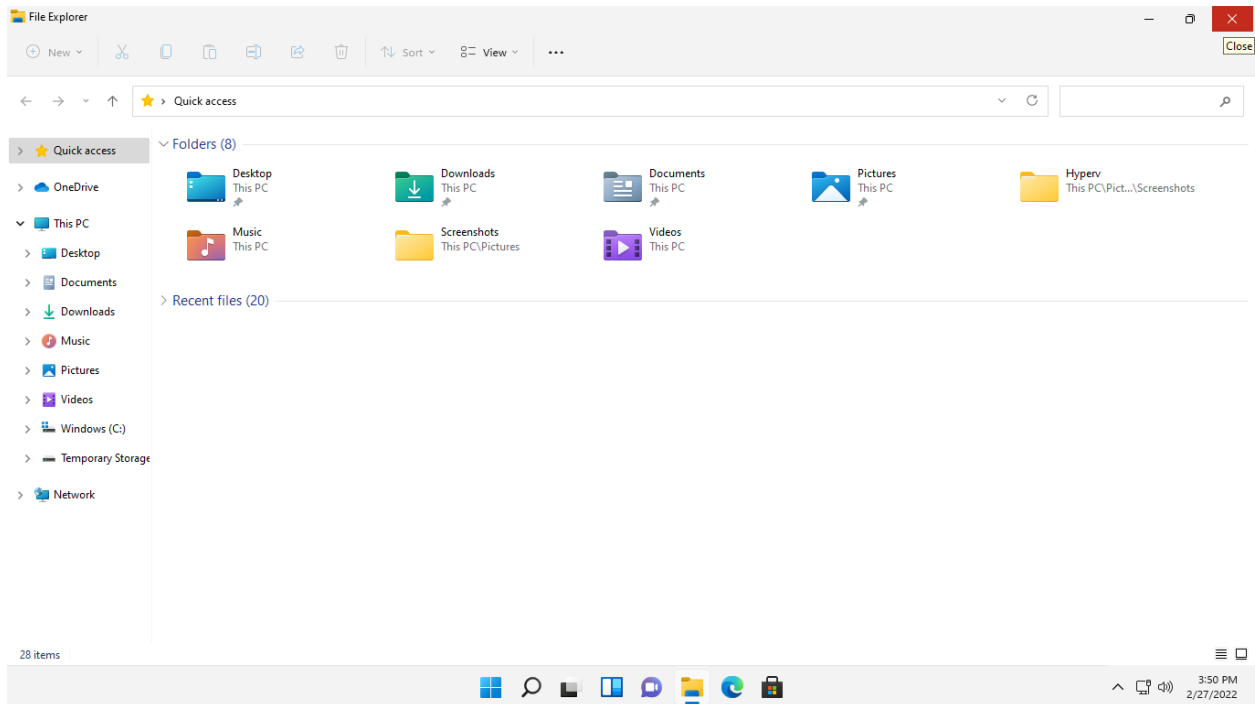 File Explorer
Close
New
Sort
View
Quick access
Quick access
OneDrive
This PC
Desktop
Documents
Downloads
Music
Pictures
Videos
Windows (C:)
Temporary Storage
Network
Folders (8)
Desktop
This PC
Downloads
This PC
Documents
This PC
Pictures
This PC
Hyperv
This PC\Pict...\Screenshots
Music
This PC
Screenshots
This PC\Pictures
Videos
This PC
Recent files (20)
28 items
3:50 PM
2/27/2022